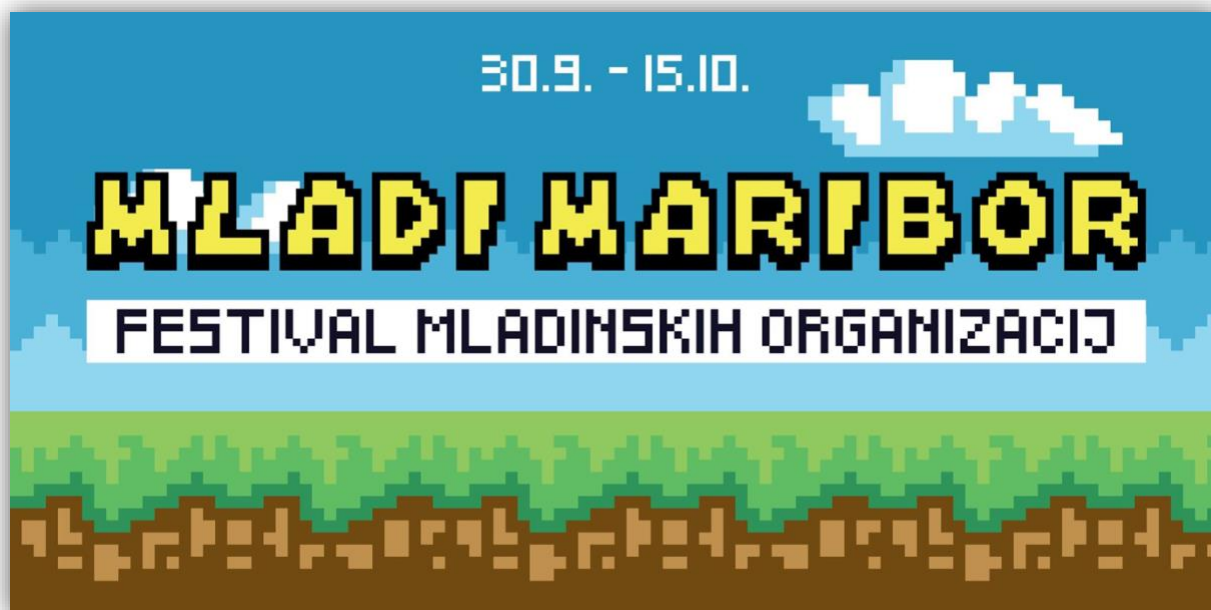 30.9. - 15.10.
MLADI MARIBOR
FESTIVAL MLADINSKIH ORGANIZACIJ